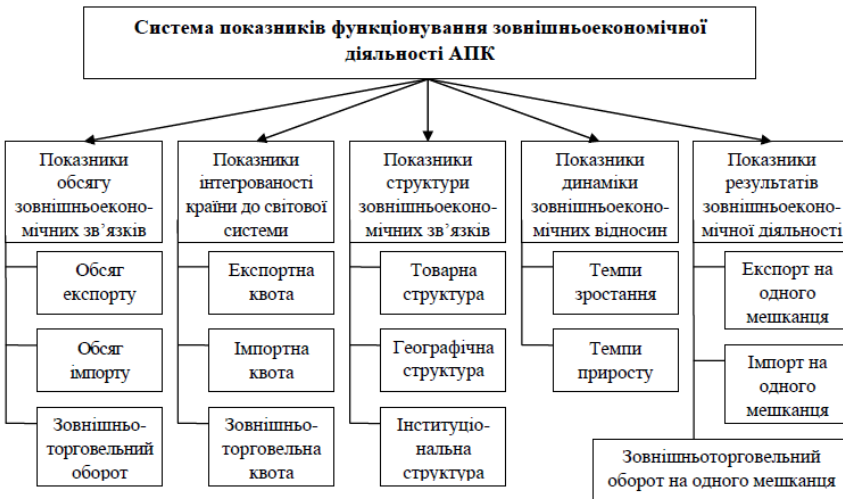 Система показників функціонування зовнішньоекономічної
діяльності АПК
Показники
обсягу
зовнішньоеконо-
мічних зв’язків
Обсяг
експорту
Обсяг
імпорту
Зовнішньо-
торговельний
оборот
Показники
інтегрованості
країни до світової
системи
Експортна
квота
Імпортна
квота
Зовнішньо-
торговельна
квота
Показники
структури
зовнішньоеконо-
мічних зв’язків
Товарна
структура
Географічна
структура
Інституціо-
нальна
структура
Показники
динаміки
зовнішньоеконо-
мічних відносин
Темпи
зростання
Темпи
приросту
Показники
результатів
зовнішньоеконо-
мічної діяльності
Експорт на
одного
мешканця
Імпорт на
одного
мешканця
Зовнішньоторговельний
оборот на одного мешканця